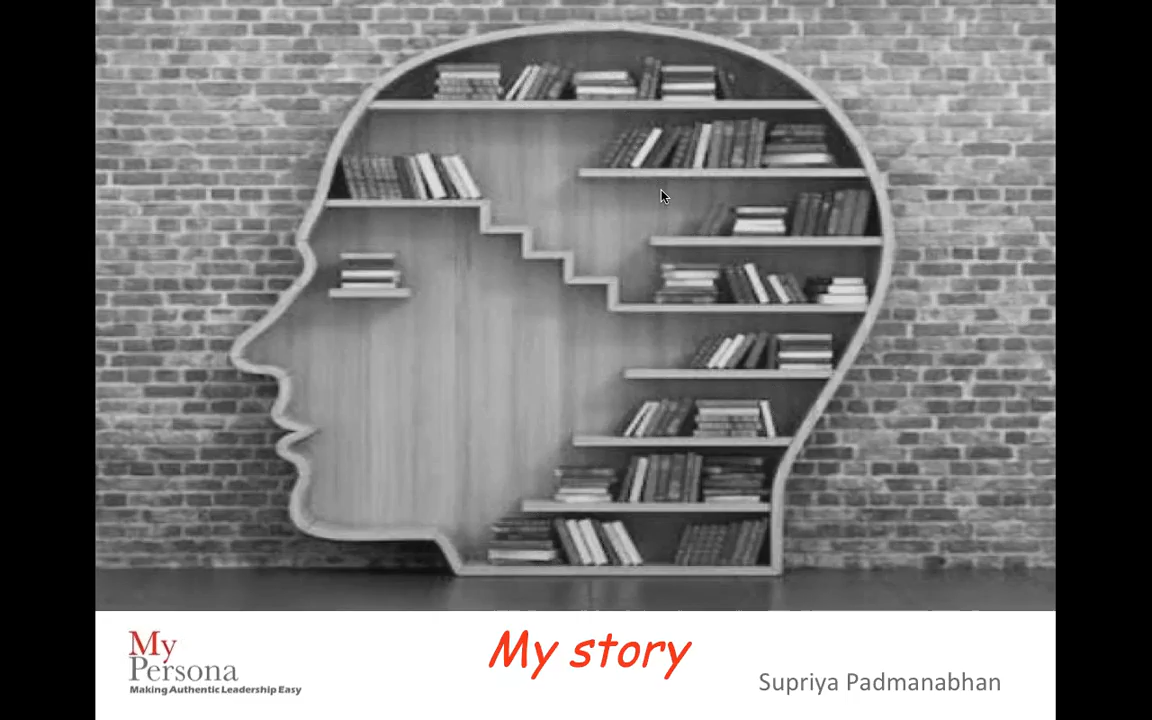 My
Persona
Making Authentic Leadership Easy
My story
Supriya Padmanabhan